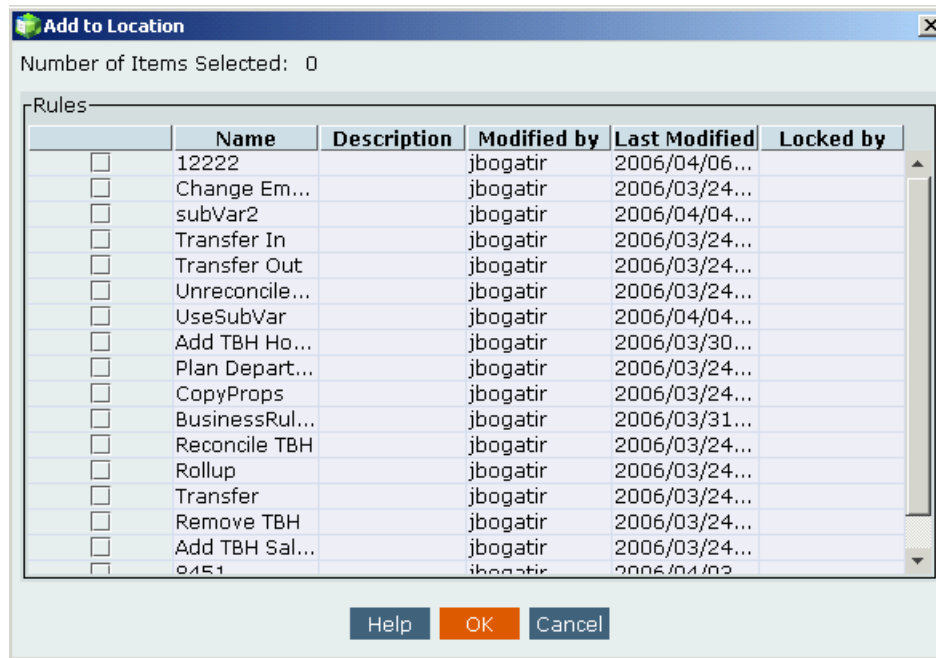 Add to Location
Number of Items Selected: 0
Rules
Name Description Modified by Last Modified Locked by
12222 jbogatir 2006/04/06...
Change Em... jbogatir 2006/03/24...
subVar2 jbogatir 2006/04/04...
Transfer In jbogatir 2006/03/24...
Transfer Out jbogatir 2006/03/24...
Unreconcile... jbogatir 2006/03/24...
UseSubVar jbogatir 2006/04/04...
Add TBH Ho... jbogatir 2006/03/30...
Plan Depart... jbogatir 2006/03/24...
CopyProps jbogatir 2006/03/24...
BusinessRul... jbogatir 2006/03/31...
Reconcile TBH jbogatir 2006/03/24...
Rollup jbogatir 2006/03/24...
Transfer jbogatir 2006/03/24...
Remove TBH jbogatir 2006/03/24...
Add TBH Sal... jbogatir 2006/03/24...
jbogatir
Help OK Cancel